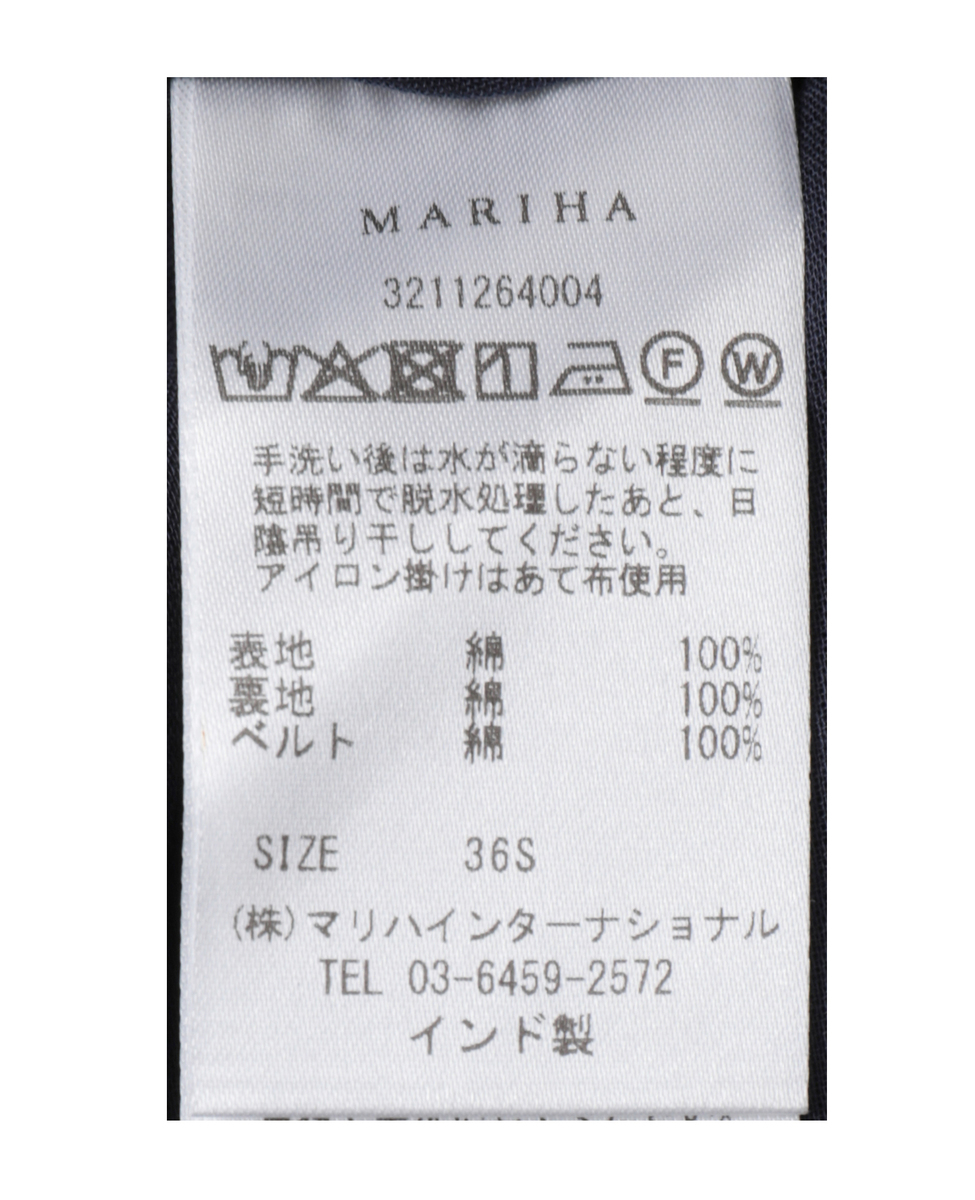 MARIHA
3211264004
F W
手洗い後は水が滴らない程度に
短時間で脱水処理したあと、日
陰吊り干ししてください。
アイロン掛けはあて布使用
表地 綿 100%
裏地 綿 100%
ベルト 綿 100%
SIZE 36S
(株)マリハインターナショナル
TEL 03-6459-2572
インド製